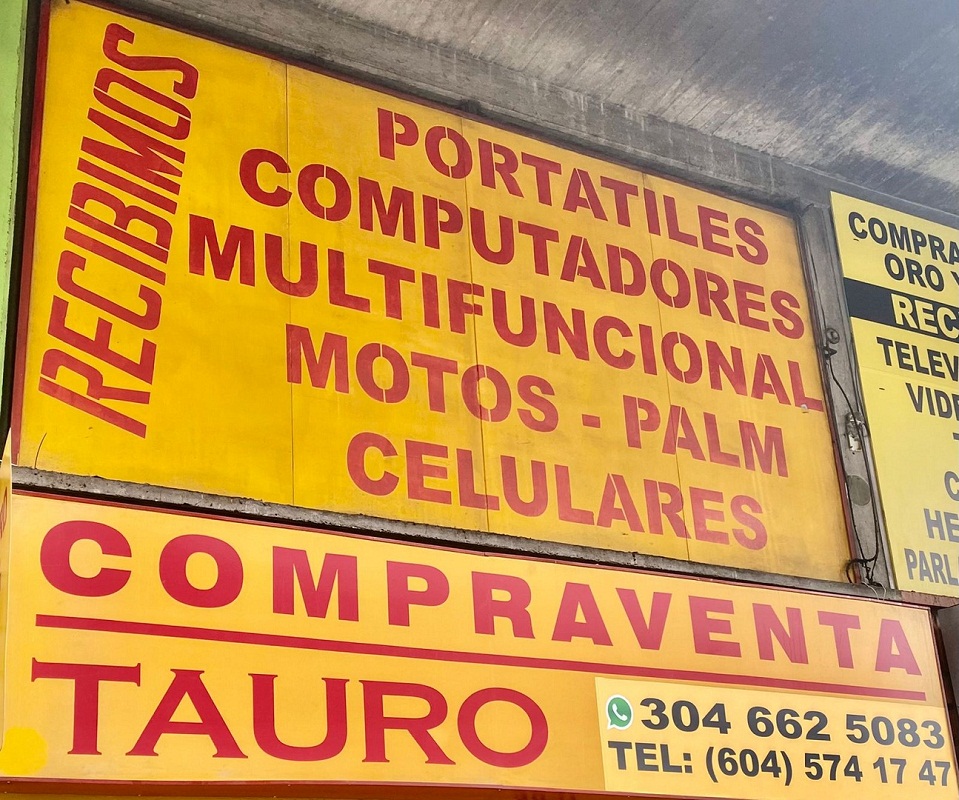 RECIBIMOS
PORTATILES
COMPUTADORES
MULTIFUNCIONAL
MOTOS - PALM
CELULARES
COMPRAVENTA
TAURO
304 662 5083
TEL: (604) 574 17 47
COMPRA
ORO
REC
TELEV
VIDE
HE
PARL